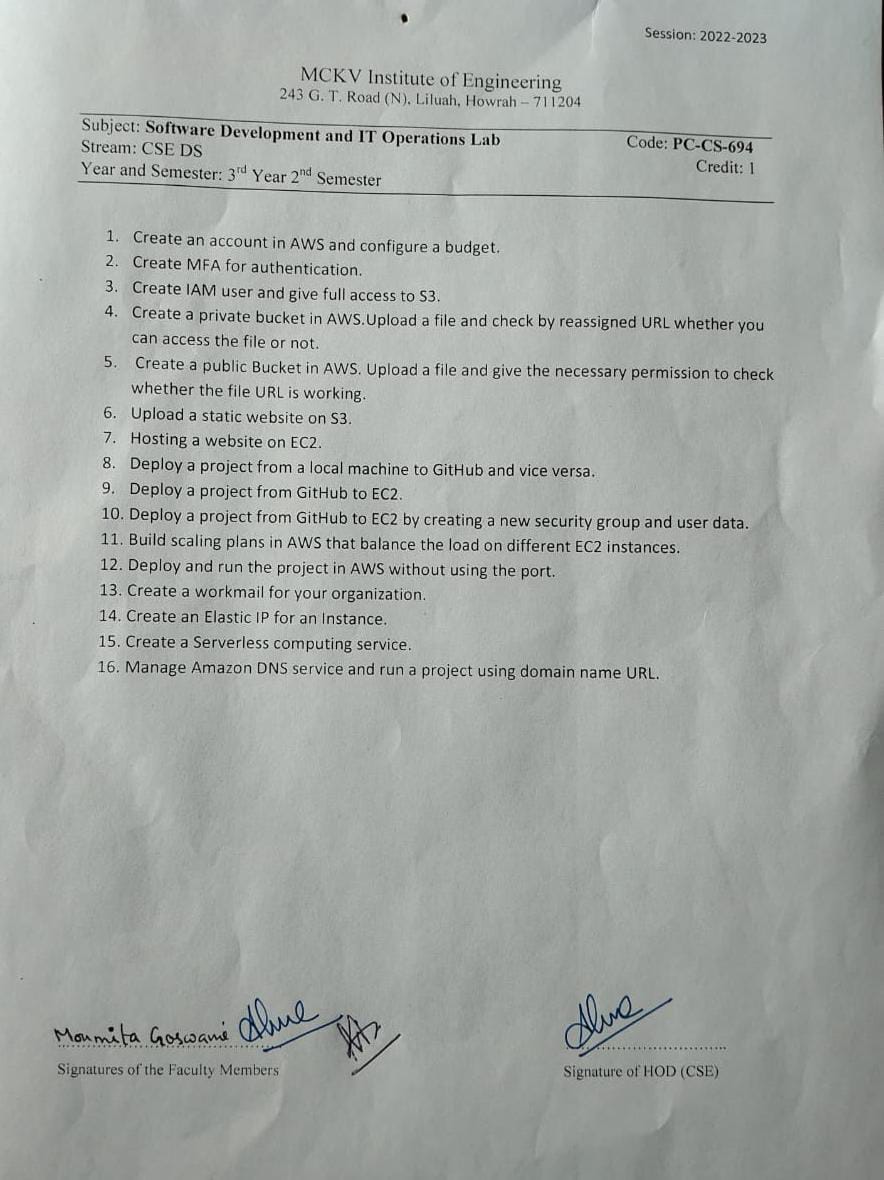 Session: 2022-2023
MCKV Institute of Engineering
243 G. T. Road (N), Liluah, Howrah – 711204
Subject: Software Development and IT Operations Lab Code: PC-CS-694
Stream: CSE DS Credit: 1
Year and Semester: 3rd Year 2nd Semester
1. Create an account in AWS and configure a budget.
2. Create MFA for authentication.
3. Create IAM user and give full access to S3.
4. Create a private bucket in AWS.Upload a file and check by reassigned URL whether you
can access the file or not.
5. Create a public Bucket in AWS. Upload a file and give the necessary permission to check
whether the file URL is working.
6. Upload a static website on S3.
7. Hosting a website on EC2.
8. Deploy a project from a local machine to GitHub and vice versa.
9. Deploy a project from GitHub to EC2.
10. Deploy a project from GitHub to EC2 by creating a new security group and user data.
11. Build scaling plans in AWS that balance the load on different EC2 instances.
12. Deploy and run the project in AWS without using the port.
13. Create a workmail for your organization.
14. Create an Elastic IP for an Instance.
15. Create a Serverless computing service.
16. Manage Amazon DNS service and run a project using domain name URL.
Moumita Goswami
Signatures of the Faculty Members Signature of HOD (CSE)